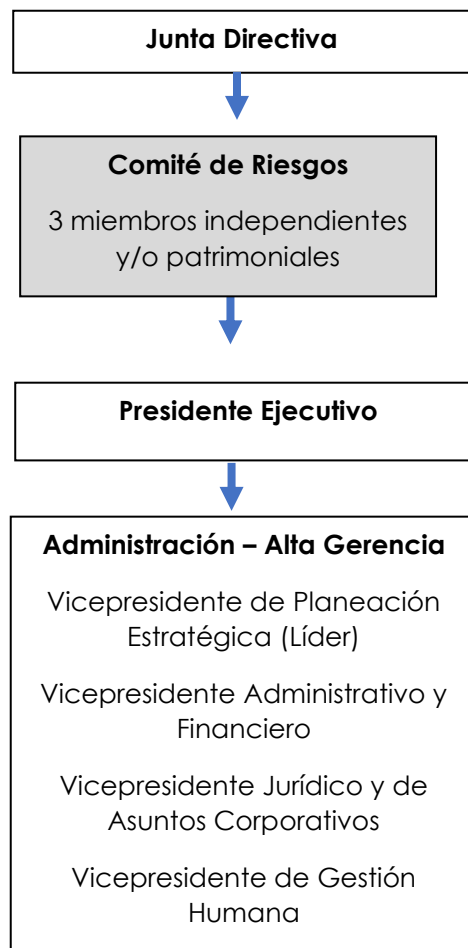 Junta Directiva
Comité de Riesgos
3 miembros independientes
y/o patrimoniales
Presidente Ejecutivo
Administración – Alta Gerencia
Vicepresidente de Planeación
Estratégica (Líder)
Vicepresidente Administrativo y
Financiero
Vicepresidente Jurídico y de
Asuntos Corporativos
Vicepresidente de Gestión
Humana